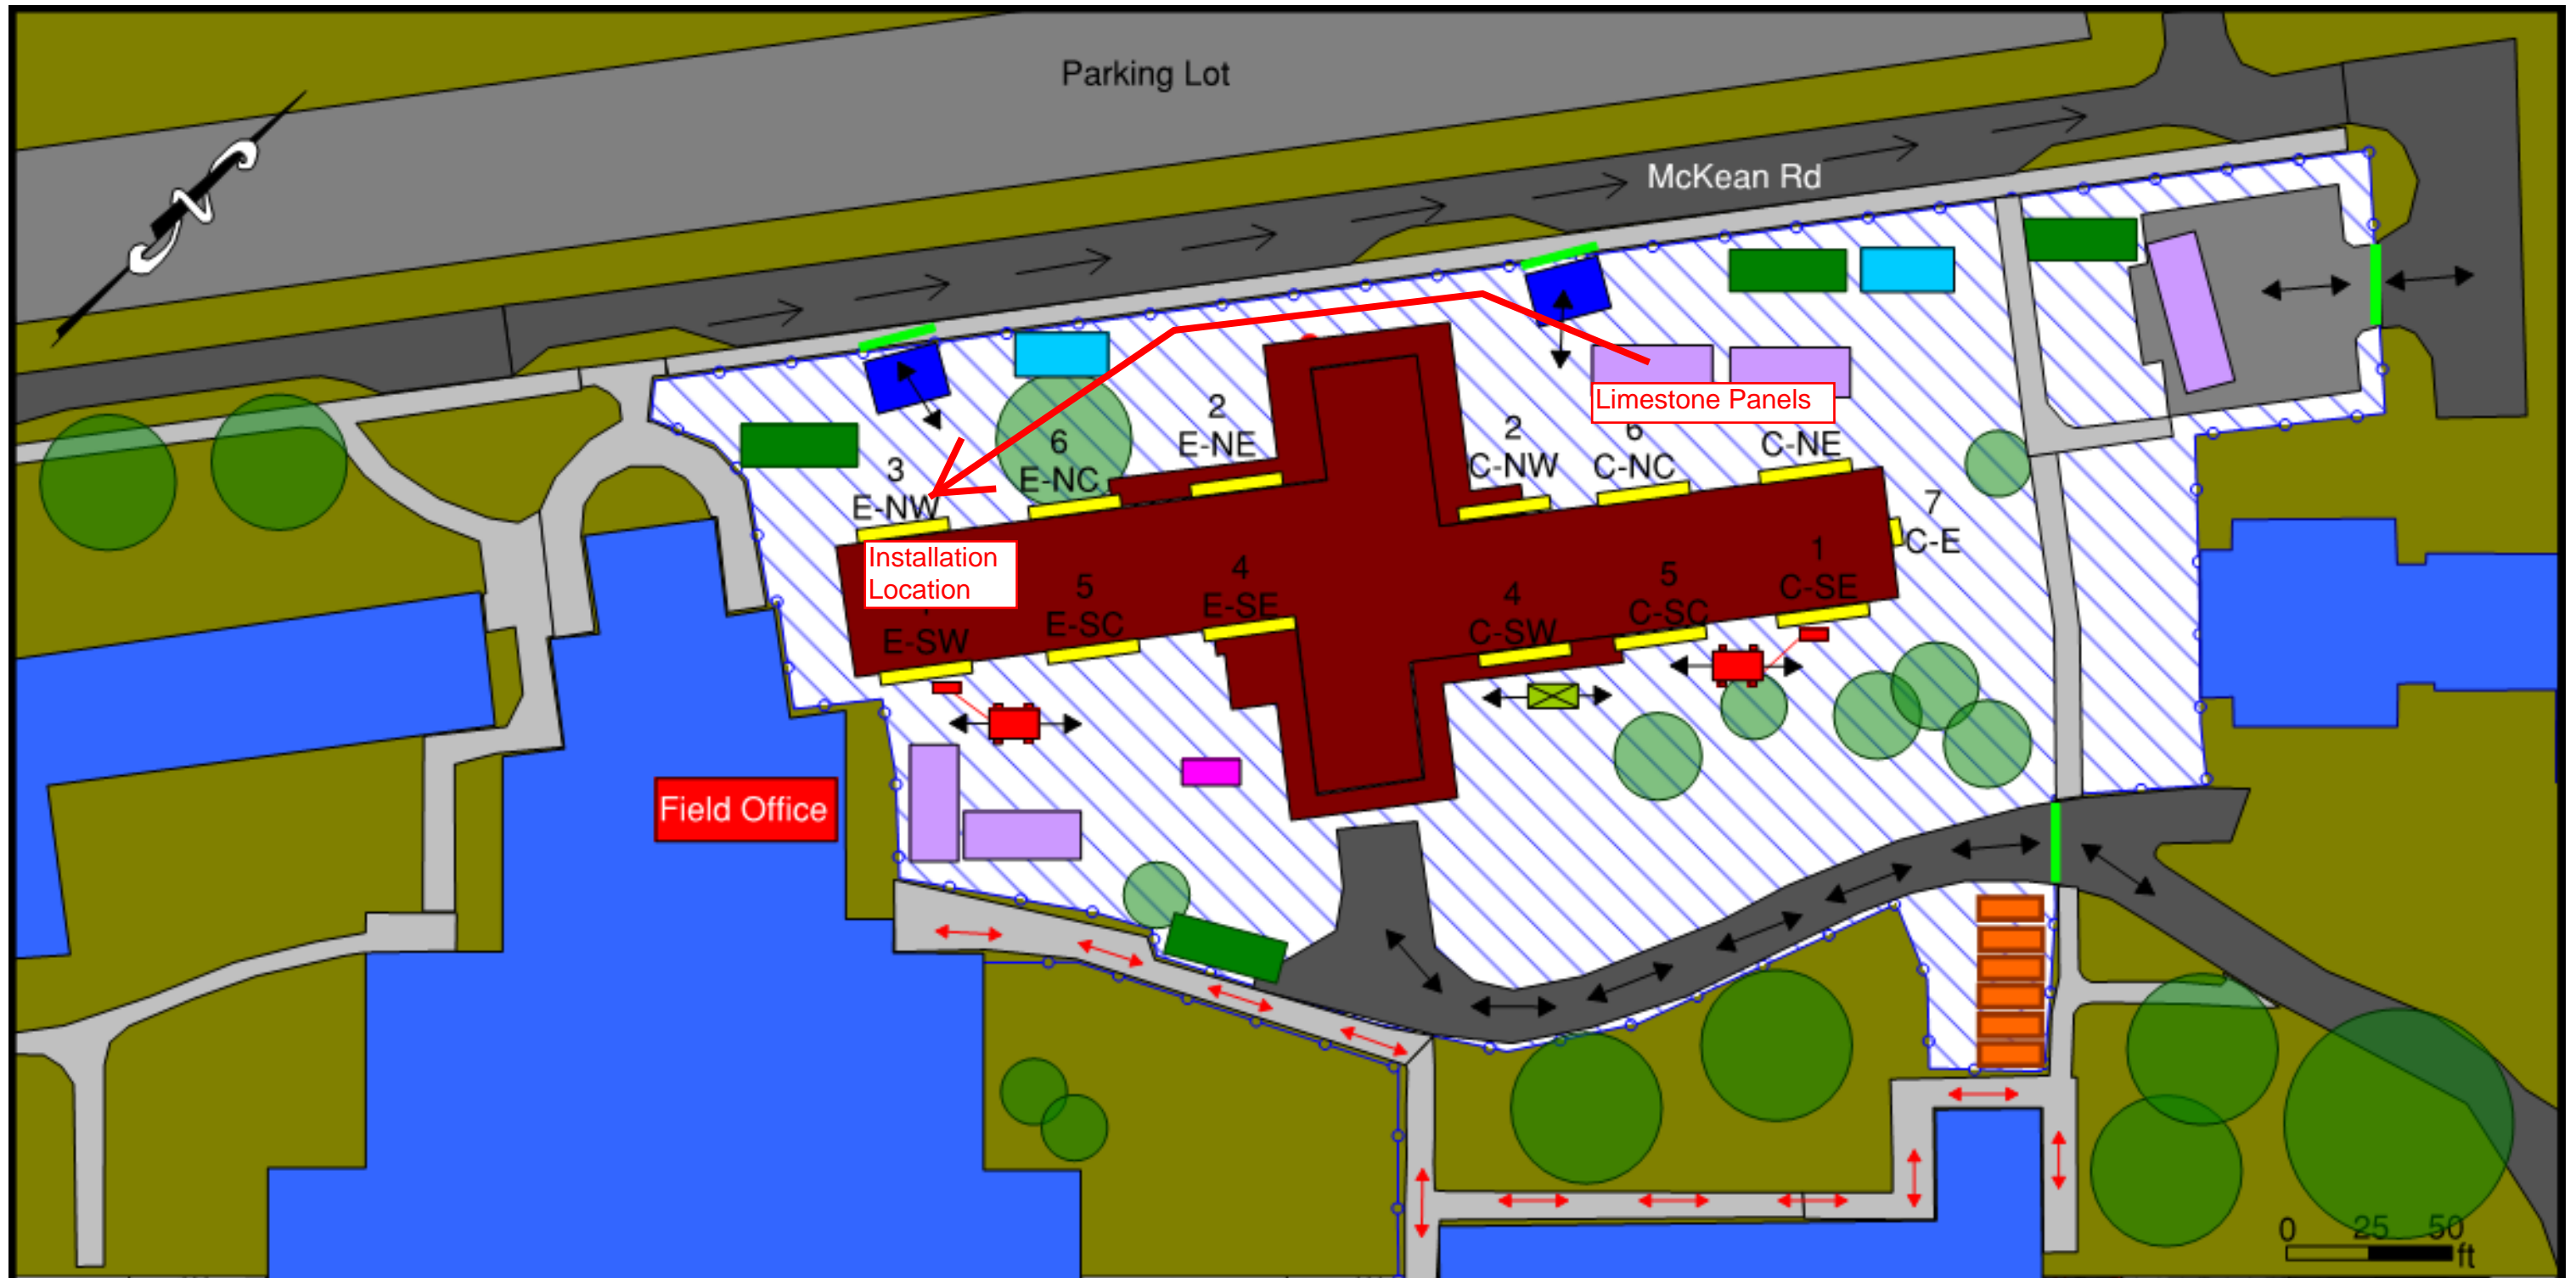 Parking Lot
McKean Rd
N
Limestone Panels
2
E-NE
6
E-NC
3
E-NW
2
C-NW
6
C-NC
C-NE
7
C-E
Installation
Location
E-SW
5
E-SC
4
E-SE
4
C-SW
5
C-SC
1
C-SE
Field Office
0 25 50
ft